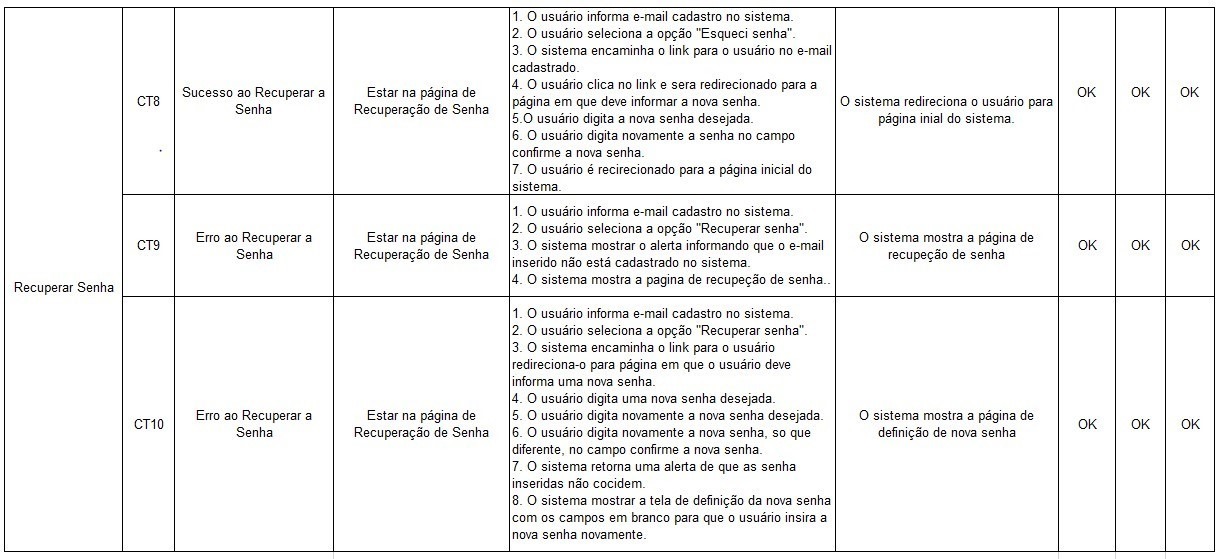 Recuperar Senha
CT8
.
Sucesso ao Recuperar a
Senha
Estar na página de
Recuperação de Senha
1. O usuário informa e-mail cadastro no sistema.
2. O usuário seleciona a opção "Esqueci senha".
3. O sistema encaminha o link para o usuário no e-mail
cadastrado.
4. O usuário clica no link e sera redirecionado para a
página em que deve informar a nova senha.
5.O usuário digita a nova senha desejada.
6. O usuário digita novamente a senha no campo
confirme a nova senha.
7. O usuário é recirecionado para a página inicial do
sistema.
O sistema redireciona o usuário para
página inial do sistema.
OK
OK
OK
CT9
Erro ao Recuperar a
Senha
Estar na página de
Recuperação de Senha
1. O usuário informa e-mail cadastro no sistema.
2. O usuário seleciona a opção "Recuperar senha".
3. O sistema mostrar o alerta informando que o e-mail
inserido não está cadastrado no sistema.
4. O sistema mostra a pagina de recupeção de senha..
O sistema mostra a página de
recupeção de senha
OK
OK
OK
CT10
Erro ao Recuperar a
Senha
Estar na página de
Recuperação de Senha
1. O usuário informa e-mail cadastro no sistema.
2. O usuário seleciona a opção "Recuperar senha".
3. O sistema encaminha o link para o usuário
redireciona-o para página em que o usuário deve
informa uma nova senha.
4. O usuário digita uma nova senha desejada.
5. O usuário digita novamente a nova senha desejada.
6. O usuário digita novamente a nova senha, so que
diferente, no campo confirme a nova senha.
7. O sistema retorna uma alerta de que as senha
inseridas não cocidem.
8. O sistema mostrar a tela de definição da nova senha
com os campos em branco para que o usuário insira a
nova senha novamente.
O sistema mostra a página de
definição de nova senha
OK
OK
OK